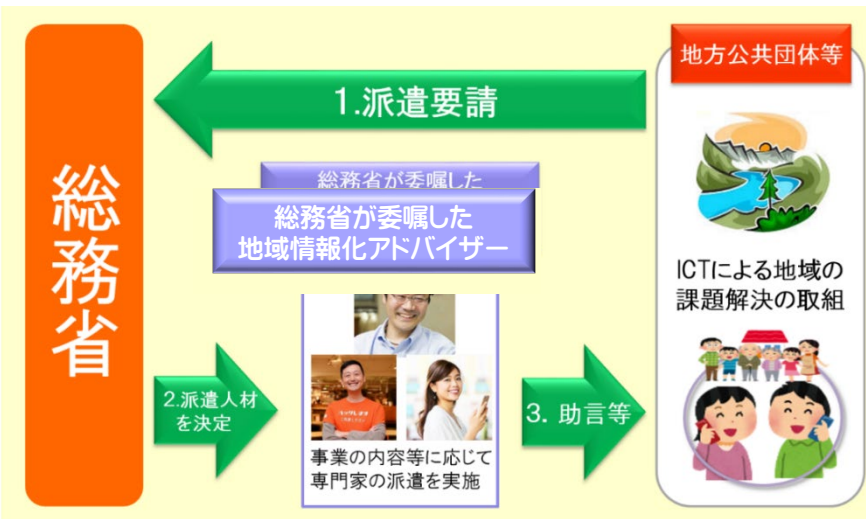 総務省
1.派遣要請
地方公共団体等
総務省が委嘱した
総務省が委嘱した
地域情報化アドバイザー
ICTによる地域の
課題解決の取組
2.派遣人材
を決定
3. 助言等
事業の内容等に応じて
専門家の派遣を実施